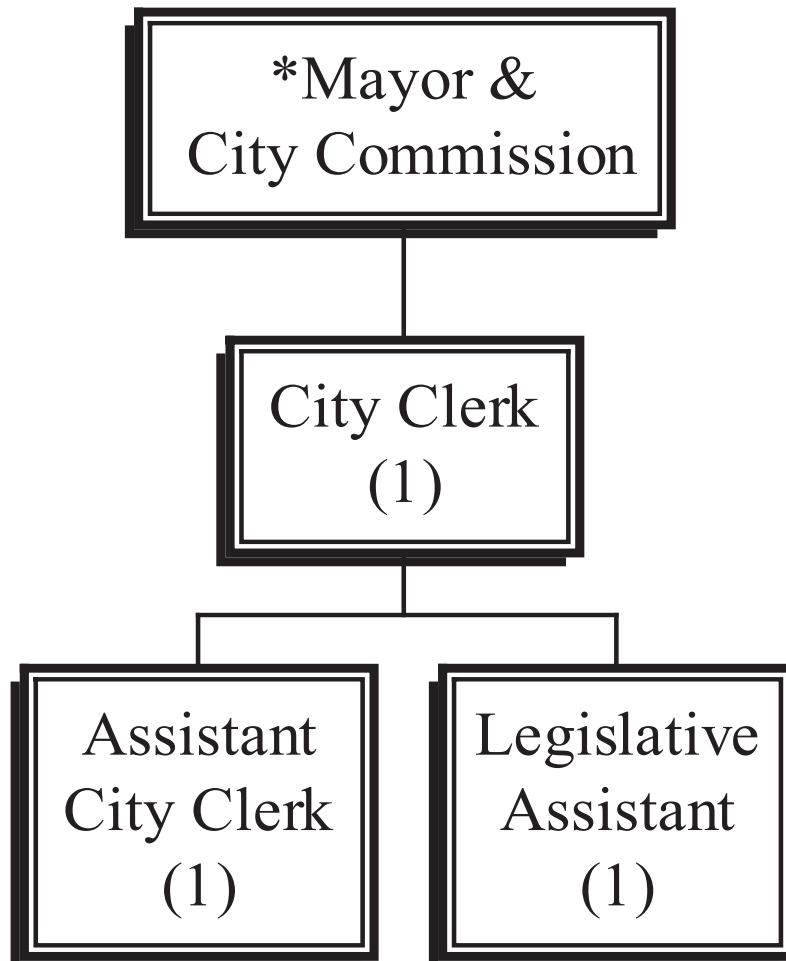 *Mayor &
City Commission
City Clerk
(1)
Assistant
City Clerk
(1)
Legislative
Assistant
(1)